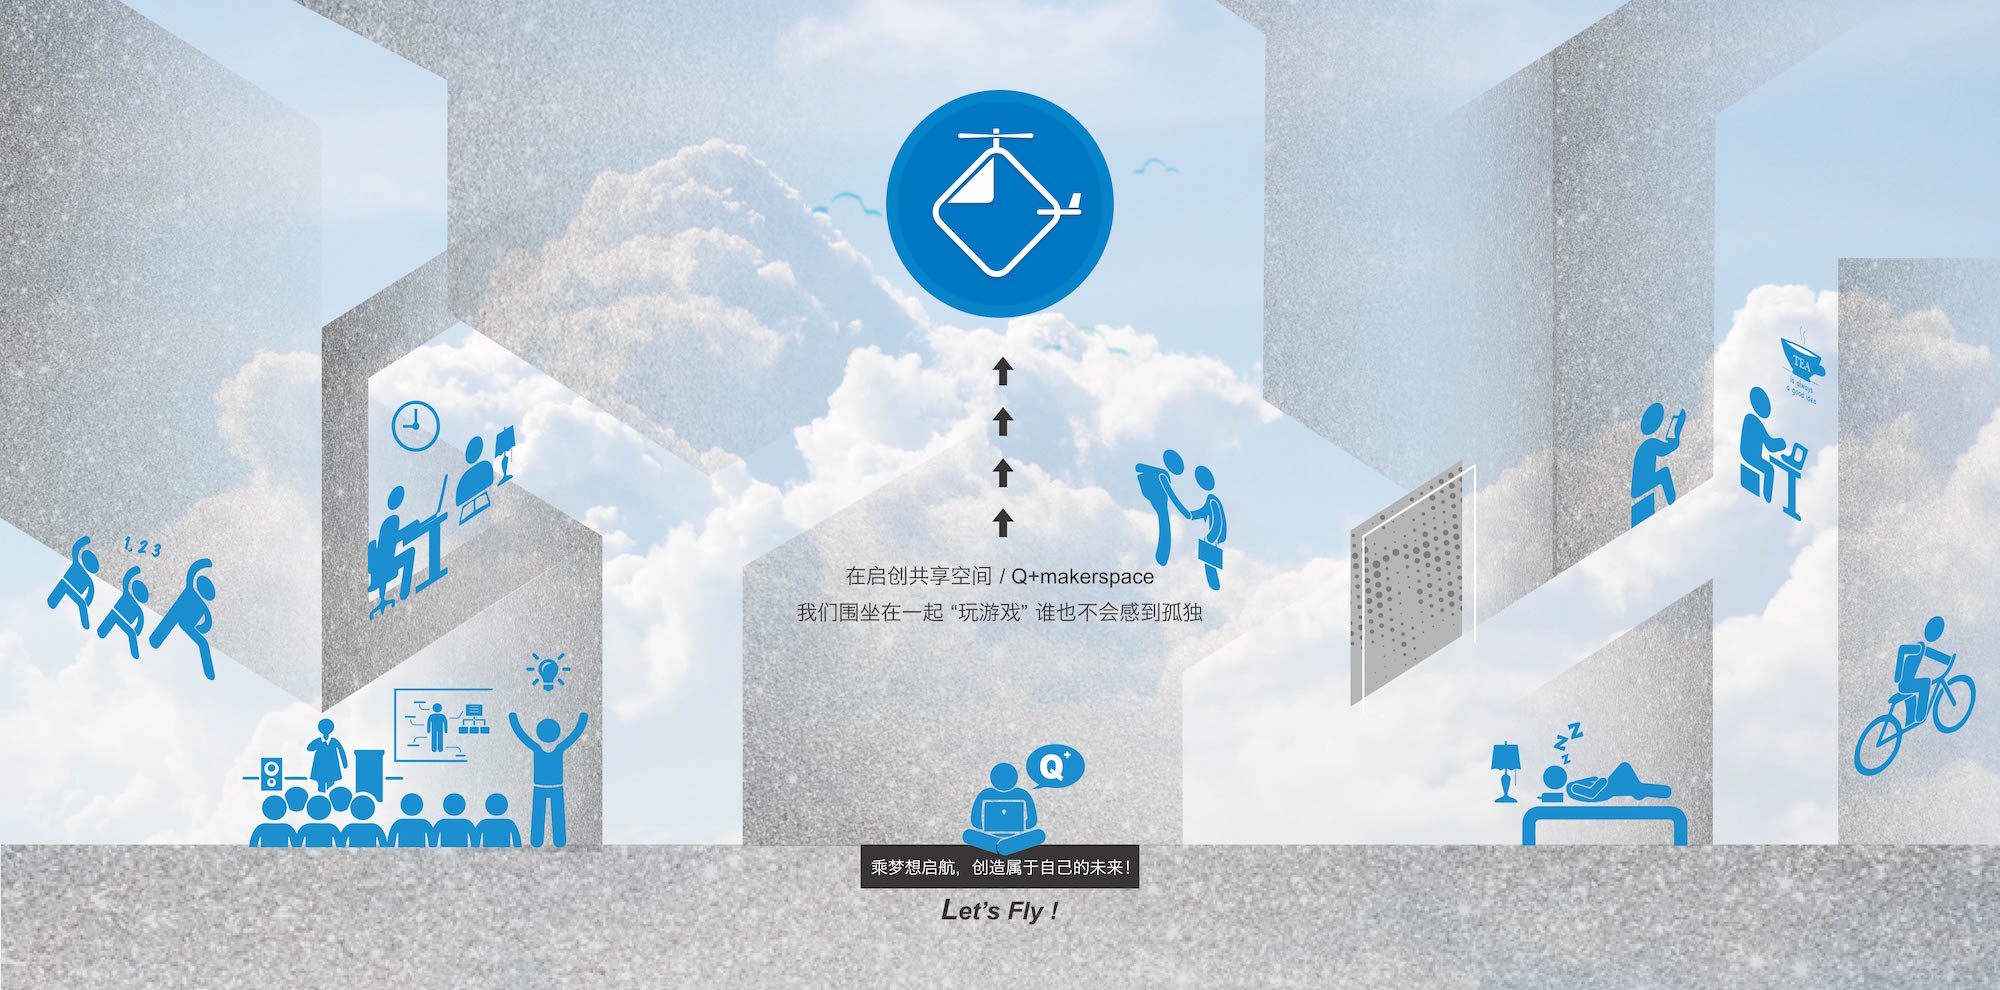 TEA
is always
a good idea
1, 2 3
在启创共享空间 / Q+makerspace
我们围坐在一起 “玩游戏” 谁也不会感到孤独
z Z Z
Q+
乘梦想启航，创造属于自己的未来！
Let’s Fly !